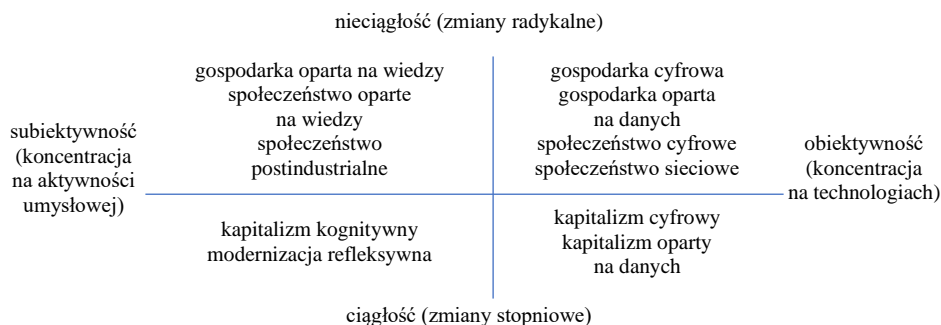 nieciągłość (zmiany radykalne)
gospodarka oparta na wiedzy
społeczeństwo oparte
na wiedzy
społeczeństwo
postindustrialne
gospodarka cyfrowa
gospodarka oparta
na danych
społeczeństwo cyfrowe
społeczeństwo sieciowe
subiektywność
(koncentracja
na aktywności
umysłowej)
obiektywność
(koncentracja
na technologiach)
kapitalizm kognitywny
modernizacja refleksywna
kapitalizm cyfrowy
kapitalizm oparty
na danych
ciągłość (zmiany stopniowe)